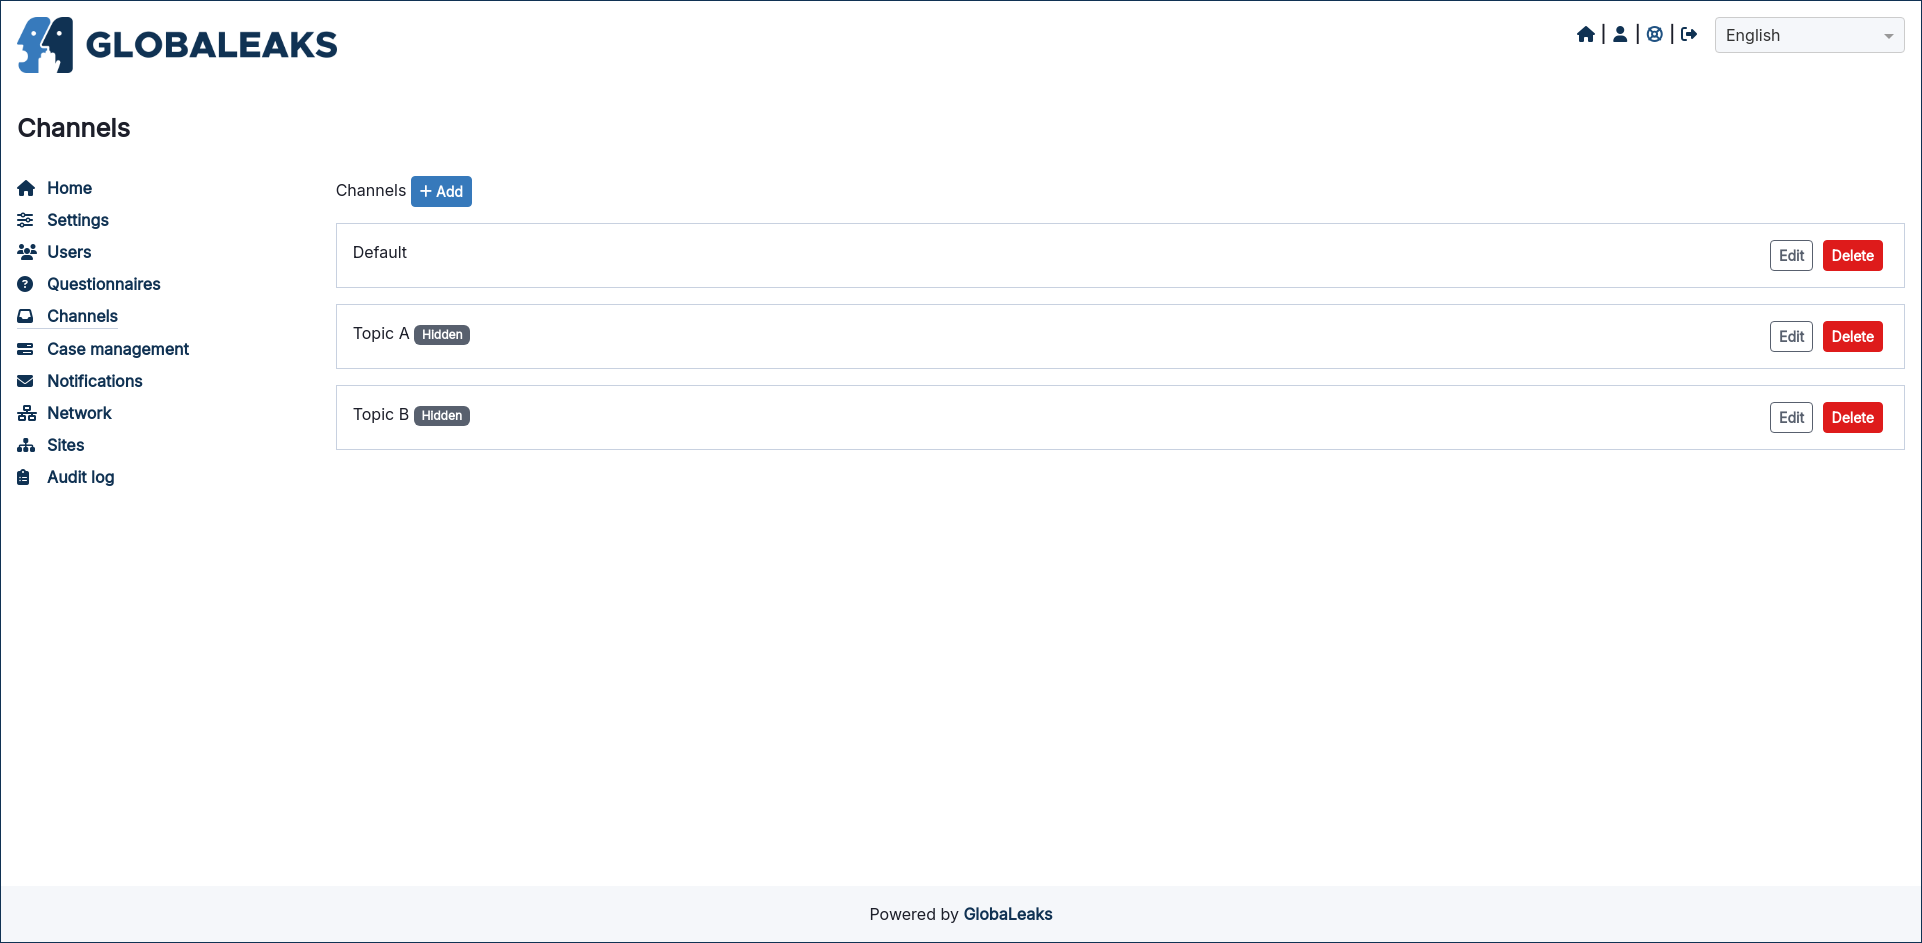 GLOBALEAKS
English
Channels
Home
Settings
Users
Questionnaires
Channels
Case management
Notifications
Network
Sites
Audit log
Channels + Add
Default Edit Delete
Topic A Hidden Edit Delete
Topic B Hidden Edit Delete
Powered by GlobaLeaks